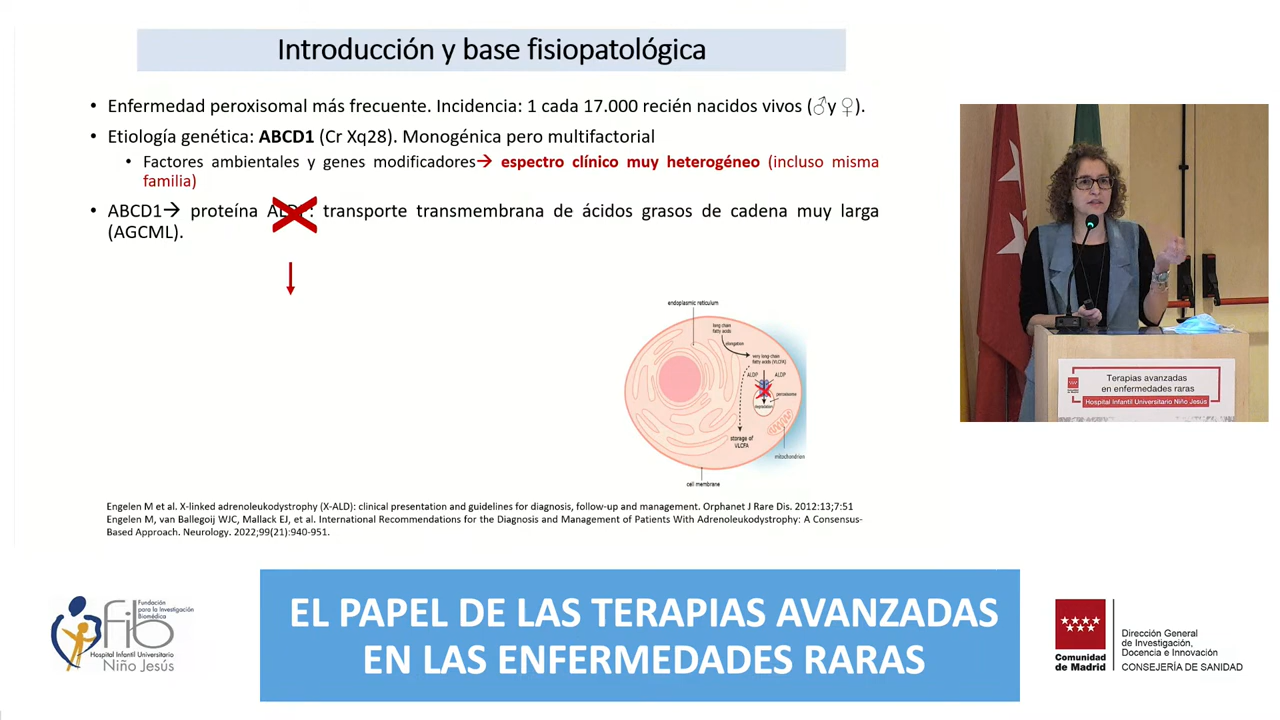 Introducción y base fisiopatológica
• Enfermedad peroxisomal más frecuente. Incidencia: 1 cada 17.000 recién nacidos vivos (♂y ♀).
• Etiología genética: ABCD1 (Cr Xq28). Monogénica pero multifactorial
• Factores ambientales y genes modificadores→ espectro clínico muy heterogéneo (incluso misma
familia)
• ABCD1→ proteína : transporte transmembrana de ácidos grasos de cadena muy larga
(AGCML).
endoplasmic reticulum
long chain
fatty acids
elongation
very long chain
fatty acids (VLCFA)
ALDP ALDP
peroxisome
degradation
storage of
VLCFA
mitochondrion
cell membrane
Engelen M et al. X-linked adrenoleukodystrophy (X-ALD): clinical presentation and guidelines for diagnosis, follow-up and management. Orphanet J Rare Dis. 2012:13;7:51
Engelen M, van Ballegoij WJC, Mallack EJ, et al. International Recommendations for the Diagnosis and Management of Patients With Adrenoleukodystrophy: A Consensus-
Based Approach. Neurology. 2022;99(21):940-951.
Terapias avanzadas
en enfermedades raras
Hospital Infantil Universitario Niño Jesús
fib
Fundación
para la Investigación
Biomédica
Hospital Infantil Universitario
Niño Jesús
EL PAPEL DE LAS TERAPIAS AVANZADAS
EN LAS ENFERMEDADES RARAS
Comunidad
de Madrid
Dirección General
de Investigación,
Docencia e Innovación
CONSEJERÍA DE SANIDAD